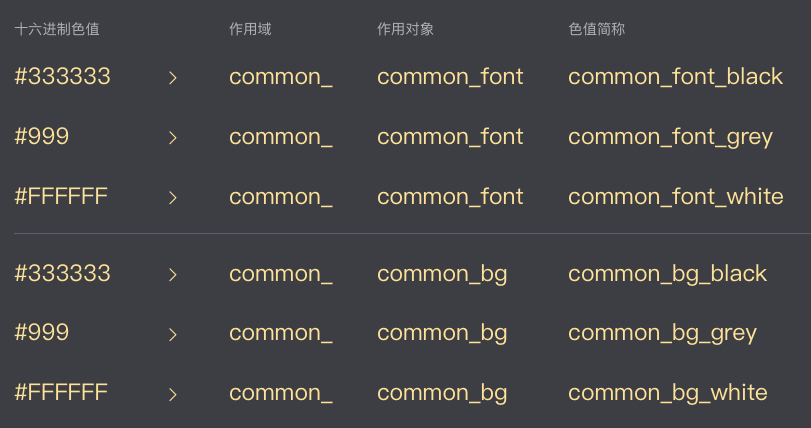 十六进制色值 作用域 作用对象 色值简称
#333333 > common_ common_font common_font_black
#999 > common_ common_font common_font_grey
#FFFFFF > common_ common_font common_font_white
#333333 > common_ common_bg common_bg_black
#999 > common_ common_bg common_bg_grey
#FFFFFF > common_ common_bg common_bg_white